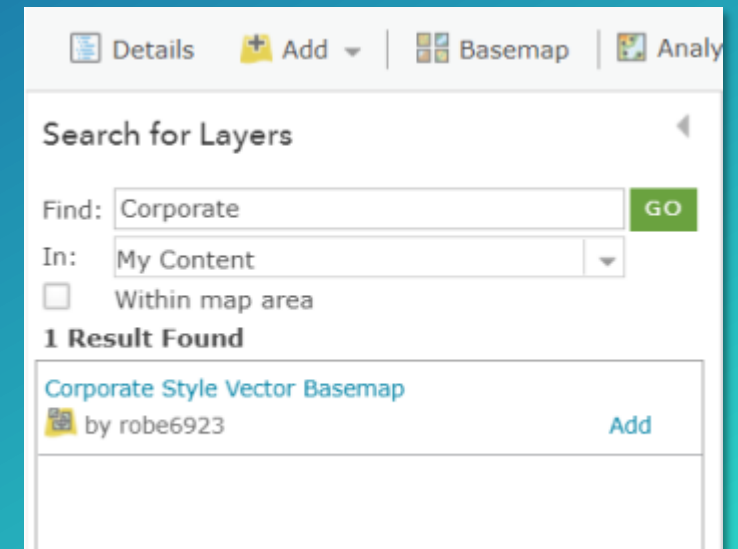 Details Add Basemap Analy
Search for Layers
Find: Corporate GO
In: My Content
Within map area
1 Result Found
Corporate Style Vector Basemap
by robe6923 Add